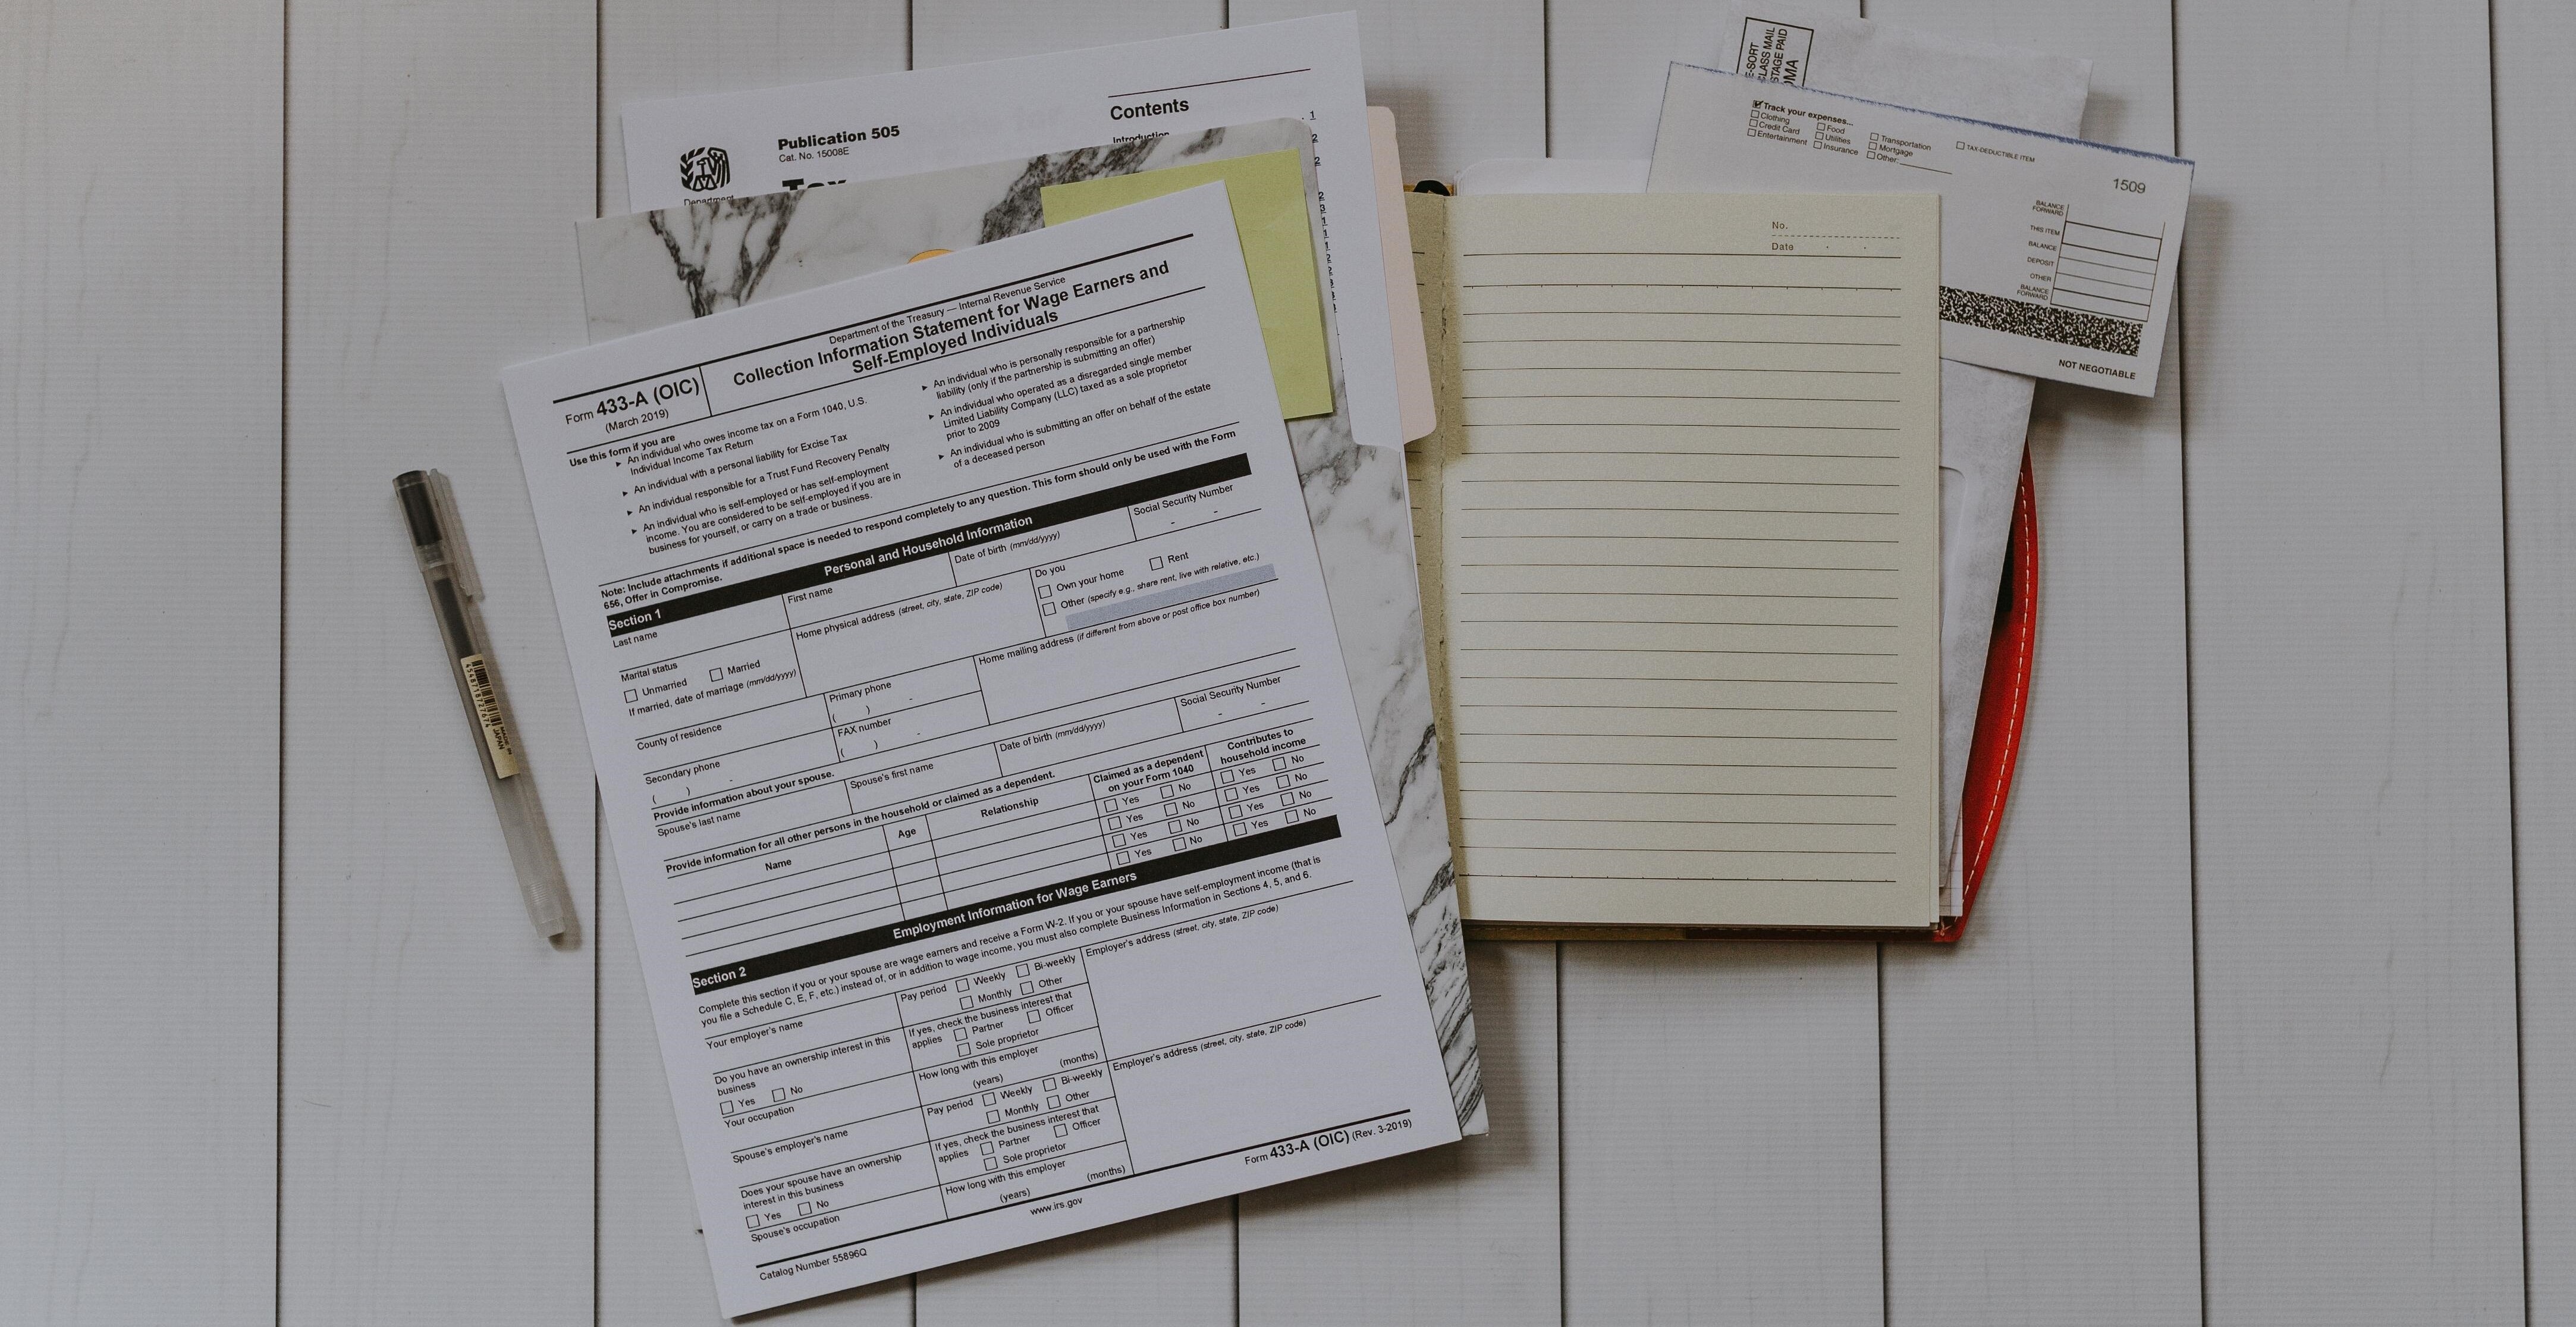 Publication 505
Cat. No. 15008E
Tax
Department
Contents
Introduction
Department of the Treasury — Internal Revenue Service
Form 433-A (OIC)
(March 2019)
Collection Information Statement for Wage Earners and
Self-Employed Individuals
Use this form if you are
► An individual who owes income tax on a Form 1040, U.S.
Individual Income Tax Return
► An individual with a personal liability for Excise Tax
► An individual responsible for a Trust Fund Recovery Penalty
► An individual who is self-employed or has self-employment
income. You are considered to be self-employed if you are in
business for yourself, or carry on a trade or business.
► An individual who is personally responsible for a partnership
liability (only if the partnership is submitting an offer)
► An individual who operated as a disregarded single member
Limited Liability Company (LLC) taxed as a sole proprietor
prior to 2009
► An individual who is submitting an offer on behalf of the estate
of a deceased person
Note: Include attachments if additional space is needed to respond completely to any question. This form should only be used with the Form
656, Offer in Compromise.
Section 1 Personal and Household Information
Last name
First name
Date of birth (mm/dd/yyyy)
Social Security Number
- -
Marital status
Unmarried Married
If married, date of marriage (mm/dd/yyyy)
Home physical address (street, city, state, ZIP code)
Do you
Own your home Rent
Other (specify e.g., share rent, live with relative, etc.)
County of residence
Primary phone
( ) -
Home mailing address (if different from above or post office box number)
Secondary phone
( ) -
FAX number
( ) -
Provide information about your spouse.
Spouse's last name
Spouse's first name
Date of birth (mm/dd/yyyy)
Social Security Number
- -
Provide information for all other persons in the household or claimed as a dependent.
Name Age Relationship
Claimed as a dependent
on your Form 1040
Contributes to
household income
Yes No Yes No
Yes No Yes No
Yes No Yes No
Yes No Yes No
Section 2 Employment Information for Wage Earners
Complete this section if you or your spouse are wage earners and receive a Form W-2. If you or your spouse have self-employment income (that is
you file a Schedule C, E, F, etc.) instead of, or in addition to wage income, you must also complete Business Information in Sections 4, 5, and 6.
Your employer's name
Pay period Weekly Bi-weekly
Monthly Other
Employer's address (street, city, state, ZIP code)
Do you have an ownership interest in this
business
Yes No
If yes, check the business interest that
applies Partner Officer
Sole proprietor
Your occupation
How long with this employer
(years) (months)
Spouse's employer's name
Pay period Weekly Bi-weekly
Monthly Other
Employer's address (street, city, state, ZIP code)
Does your spouse have an ownership
interest in this business
Yes No
If yes, check the business interest that
applies Partner Officer
Sole proprietor
Spouse's occupation
How long with this employer
(years) (months)
Catalog Number 55896Q
www.irs.gov
Form 433-A (OIC) (Rev. 3-2019)
MADE IN
JAPAN
No.
Date
CLASS MAIL
STAGE PAID
Track your expenses...
Clothing Food Transportation TAX-DEDUCTIBLE ITEM
Credit Card Utilities Mortgage
Entertainment Insurance Other:
1509
BALANCE
FORWARD
THIS ITEM
BALANCE
DEPOSIT
OTHER
BALANCE
FORWARD
NOT NEGOTIABLE